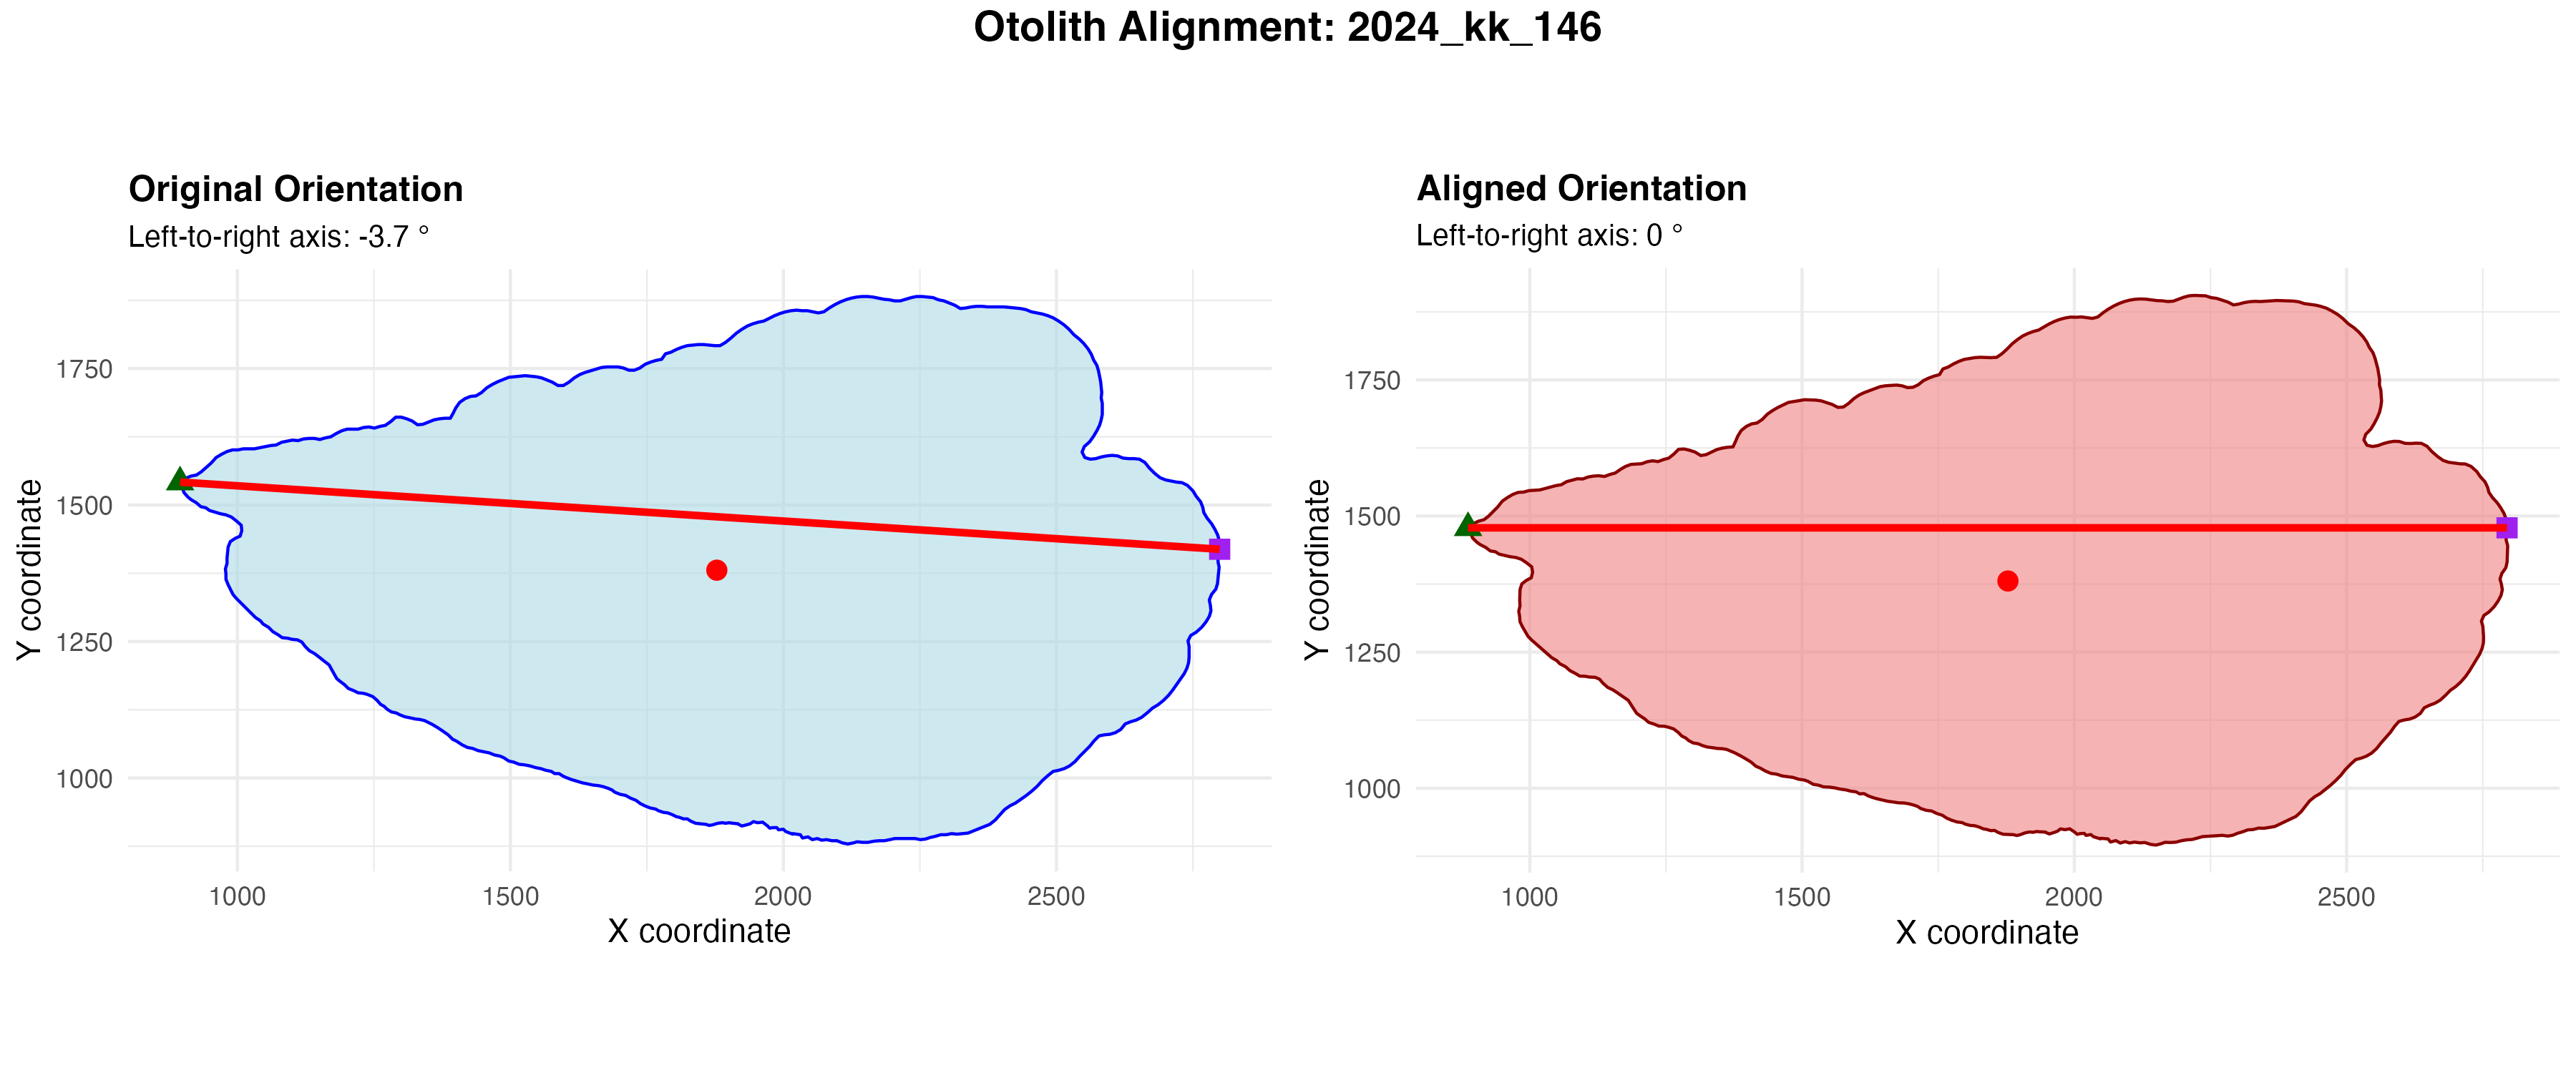 Otolith Alignment: 2024_kk_146
Original Orientation
Left-to-right axis: -3.7 °
Y coordinate
1750
1500
1250
1000
1000 1500 2000 2500
X coordinate
Aligned Orientation
Left-to-right axis: 0 °
Y coordinate
1750
1500
1250
1000
1000 1500 2000 2500
X coordinate